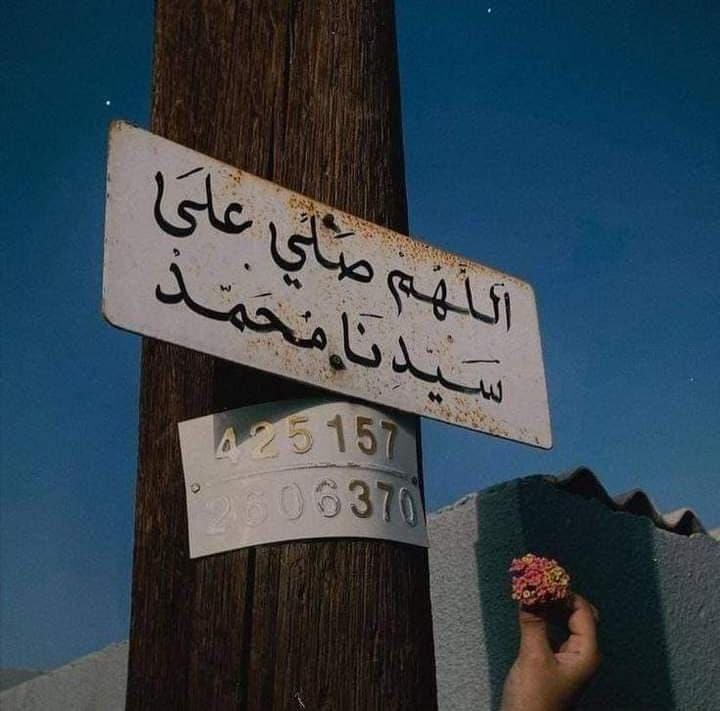 اللهم صلي على
سيدنا محمد
425157
2606370